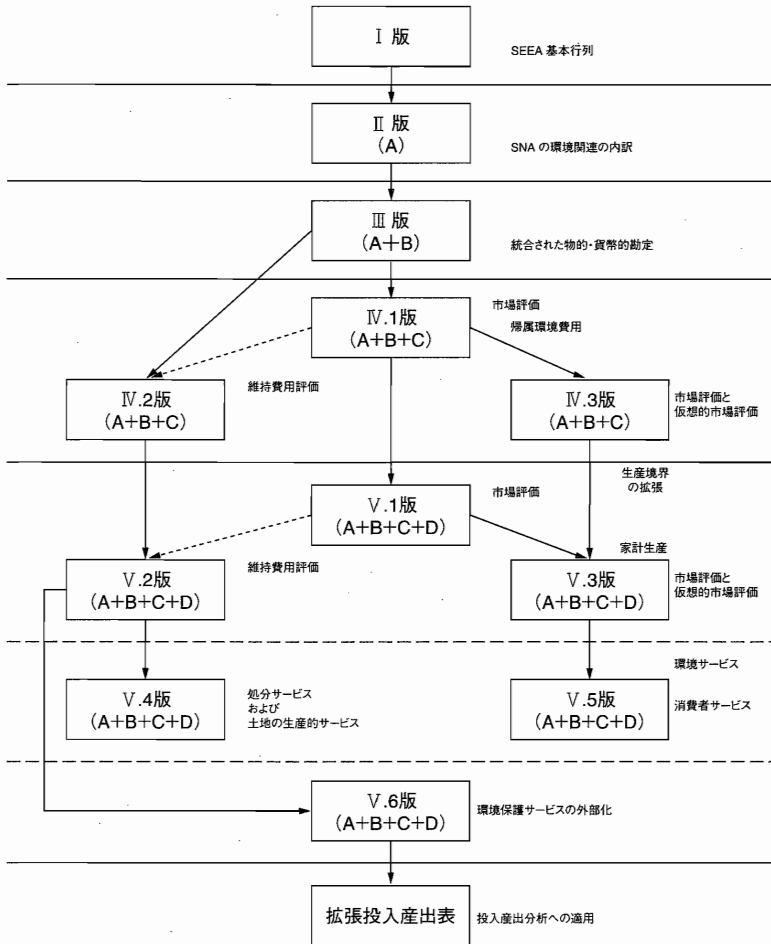 Ⅰ 版
SEEA 基本行列
Ⅱ 版
(A)
SNA の環境関連の内訳
Ⅲ 版
(A+B)
統合された物的・貨幣的勘定
Ⅳ.1版
(A+B+C)
市場評価
帰属環境費用
Ⅳ.2版
(A+B+C)
維持費用評価
Ⅳ.3版
(A+B+C)
市場評価と
仮想的市場評価
生産境界
の拡張
Ⅴ.1版
(A+B+C+D)
市場評価
家計生産
Ⅴ.2版
(A+B+C+D)
維持費用評価
Ⅴ.3版
(A+B+C+D)
市場評価と
仮想的市場評価
環境サービス
Ⅴ.4版
(A+B+C+D)
処分サービス
および
土地の生産的サービス
Ⅴ.5版
(A+B+C+D)
消費者サービス
Ⅴ.6版
(A+B+C+D)
環境保護サービスの外部化
拡張投入産出表
投入産出分析への適用